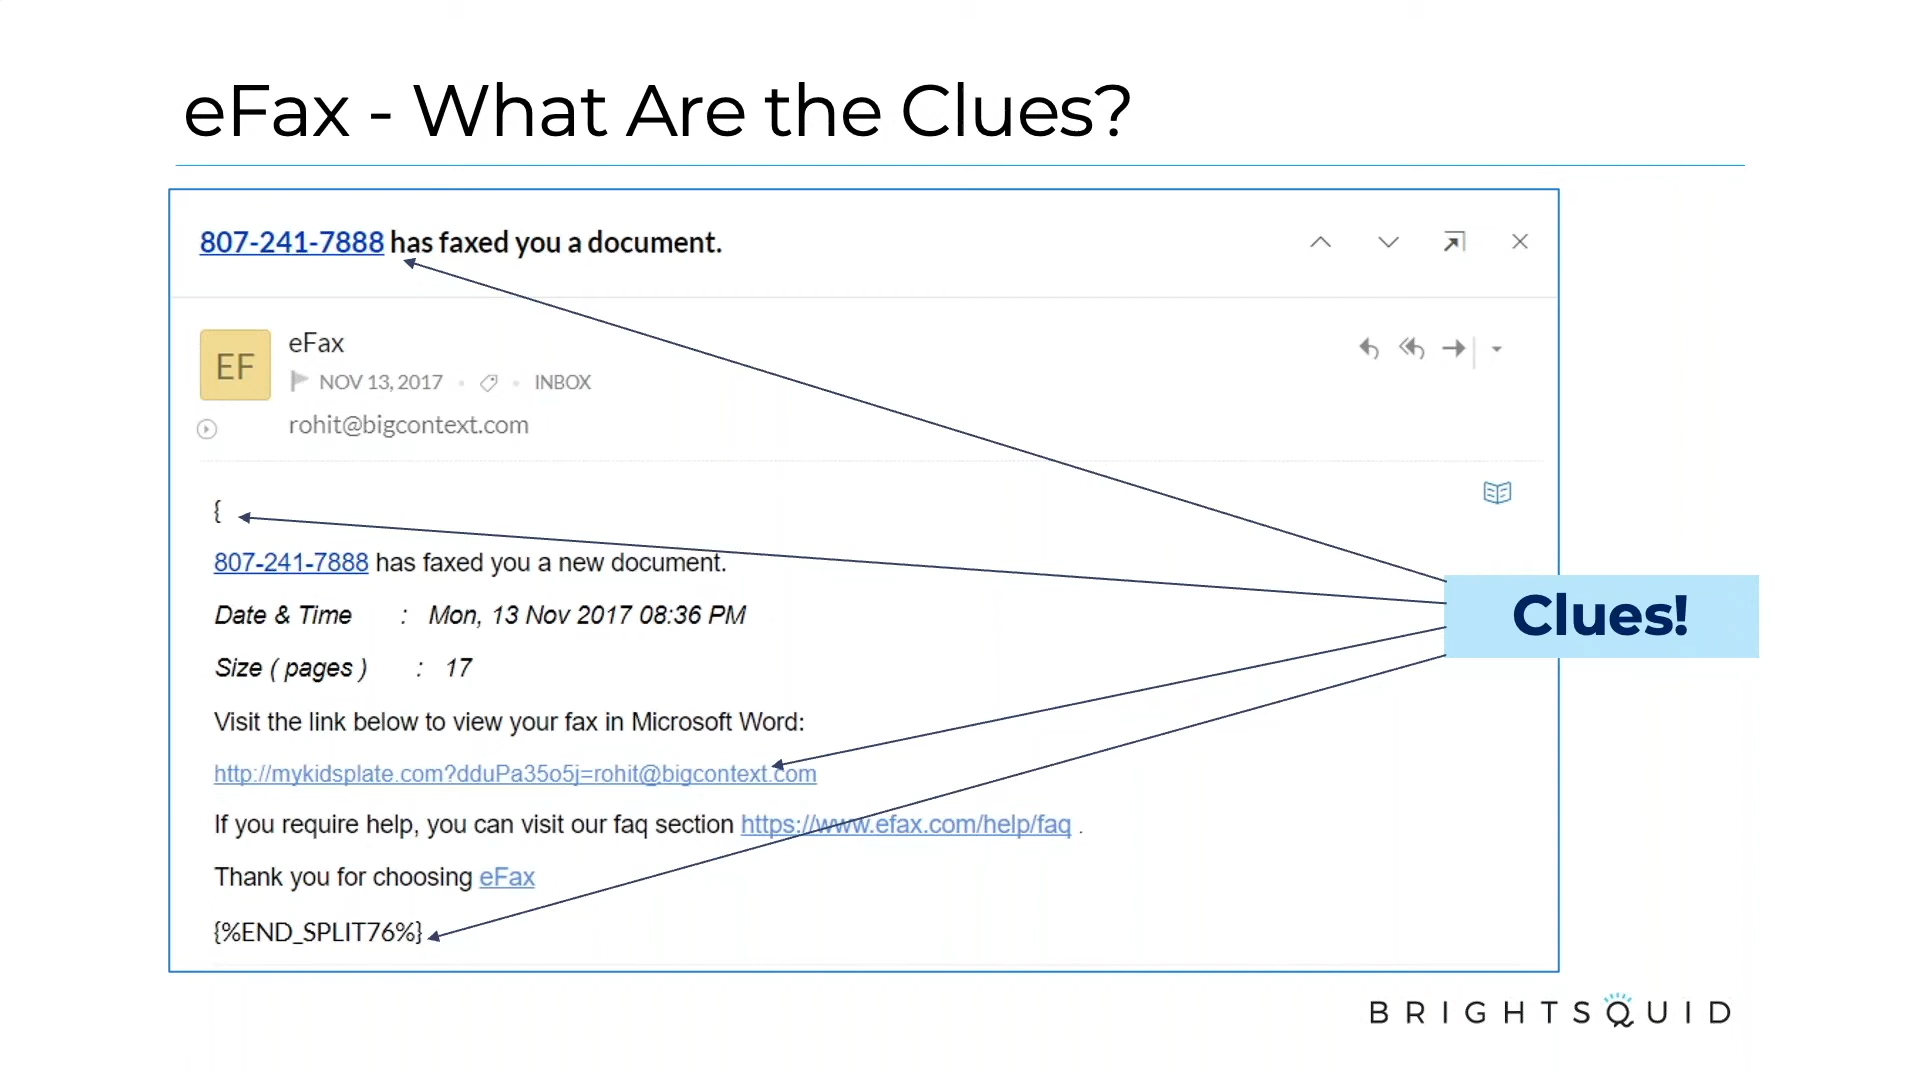 eFax - What Are the Clues?
807-241-7888 has faxed you a document.
EF
eFax
NOV 13, 2017 INBOX
rohit@bigcontext.com
{
807-241-7888 has faxed you a new document.
Date & Time : Mon, 13 Nov 2017 08:36 PM
Clues!
Size ( pages ) : 17
Visit the link below to view your fax in Microsoft Word:
http://mykidsplate.com?dduPa35o5j=rohit@bigcontext.com
If you require help, you can visit our faq section https://www.efax.com/help/faq .
Thank you for choosing eFax
{%END_SPLIT76%}
BRIGHTSQUID